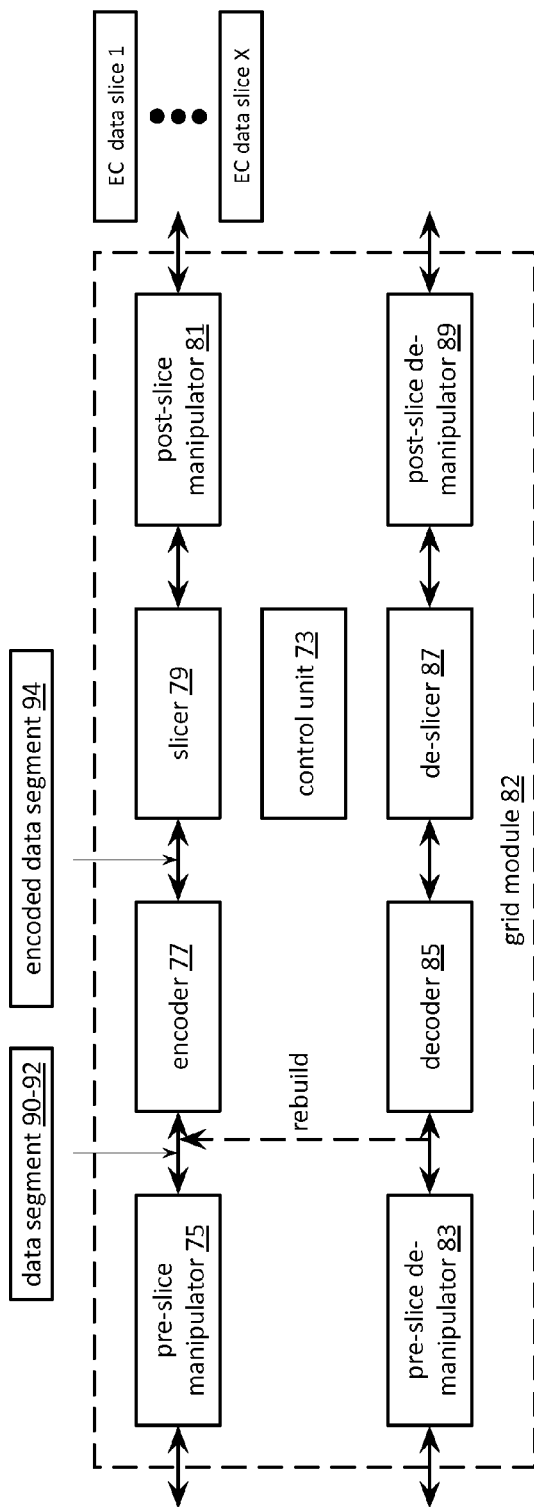 data segment 90-92
encoded data segment 94
pre-slice
manipulator 75
encoder 77
slicer 79
post-slice
manipulator 81
EC data slice 1
EC data slice X
rebuild
control unit 73
pre-slice de-
manipulator 83
decoder 85
de-slicer 87
post-slice de-
manipulator 89
grid module 82